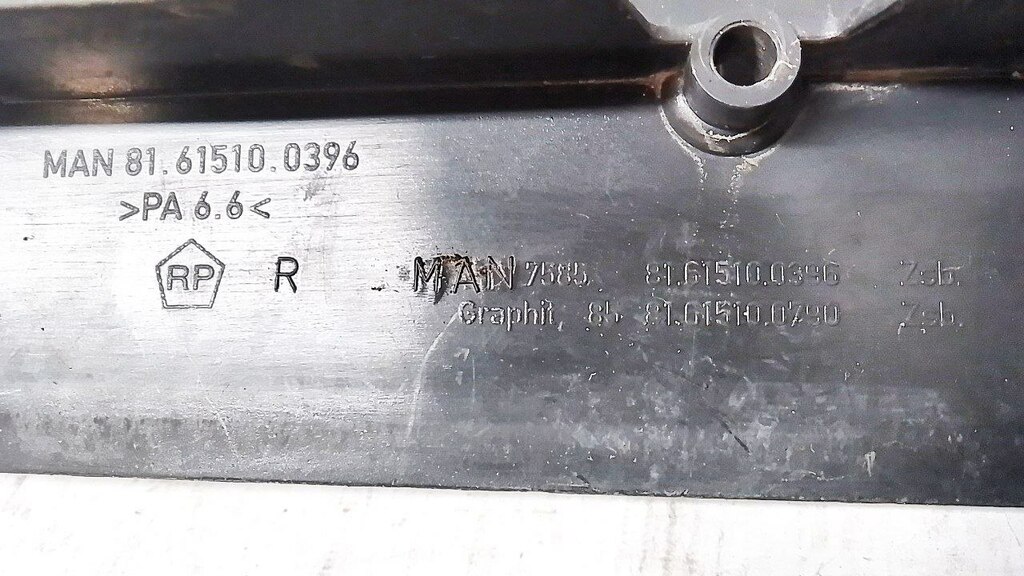 MAN 81.61510.0396
>PA 6.6<
RP R MAN 7585 81.61510.0396 Zsb.
Graphit 81.61510.0290 Zsb.